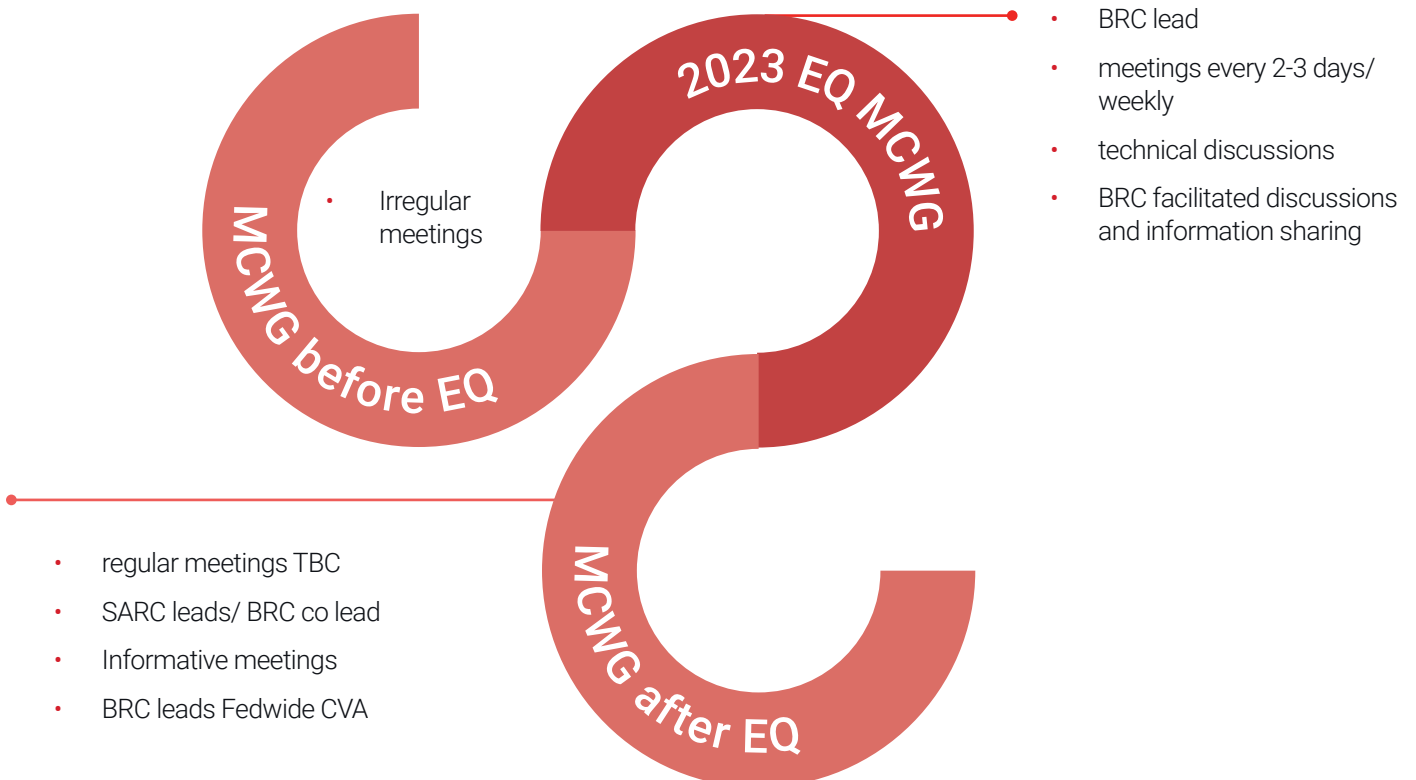 MCWG before EQ
• Irregular
meetings
2023 EQ MCWG
• BRC lead
• meetings every 2-3 days/
weekly
• technical discussions
• BRC facilitated discussions
and information sharing
MCWG after EQ
• regular meetings TBC
• SARC leads/ BRC co lead
• Informative meetings
• BRC leads Fedwide CVA